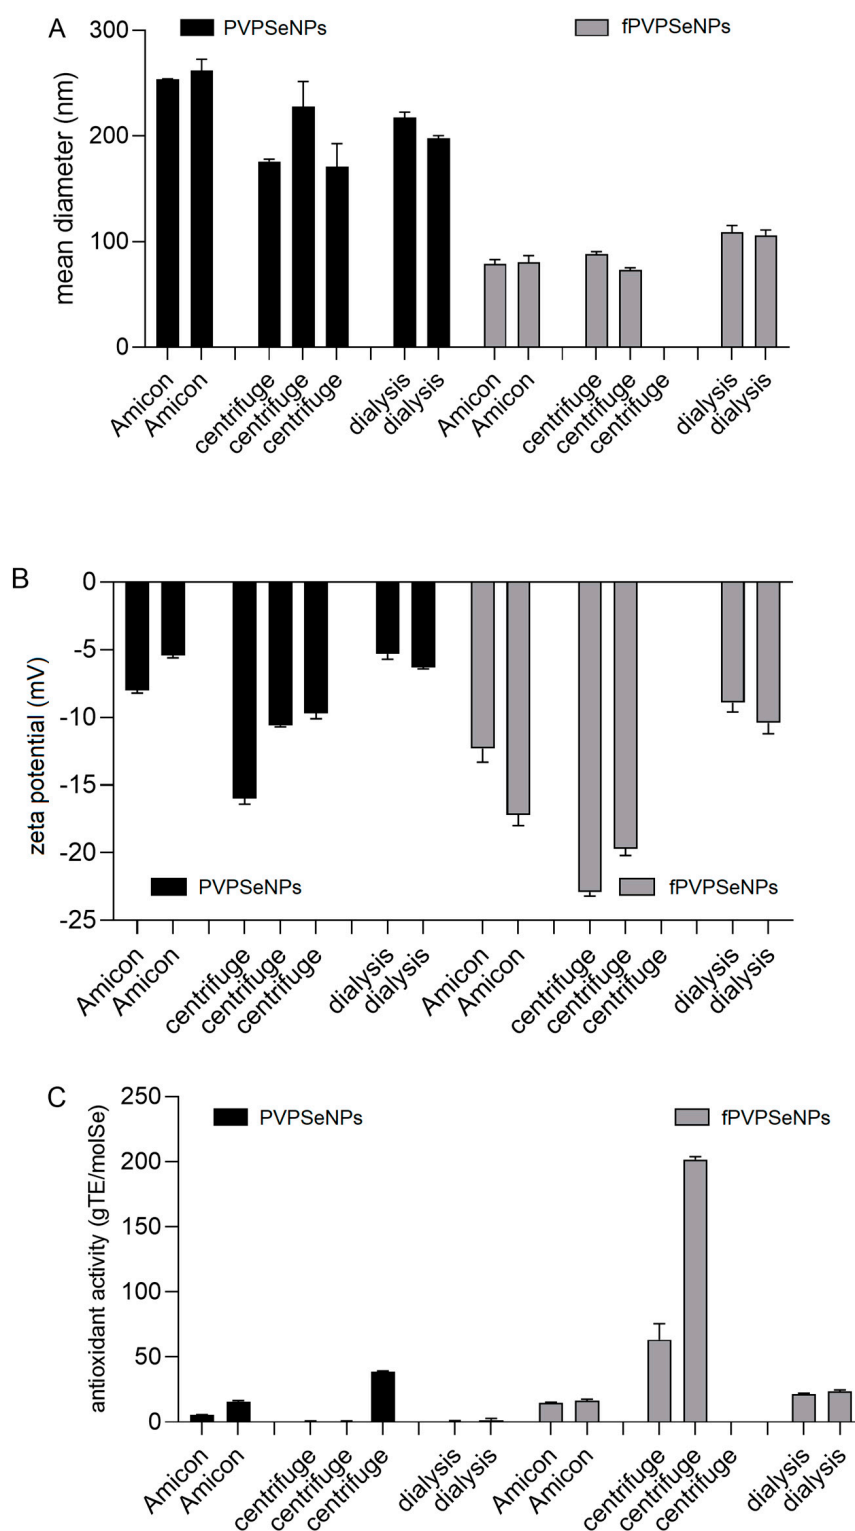 A
PVPSeNPs
fPVPSeNPs
mean diameter (nm)
300
200
100
0
Amicon
Amicon
centrifuge
centrifuge
centrifuge
dialysis
dialysis
Amicon
Amicon
centrifuge
centrifuge
centrifuge
dialysis
dialysis
B
zeta potential (mV)
0
-5
-10
-15
-20
-25
PVPSeNPs
fPVPSeNPs
Amicon
Amicon
centrifuge
centrifuge
centrifuge
dialysis
dialysis
Amicon
Amicon
centrifuge
centrifuge
centrifuge
dialysis
dialysis
C
antioxidant activity (gTE/molSe)
250
200
150
100
50
0
PVPSeNPs
fPVPSeNPs
Amicon
Amicon
centrifuge
centrifuge
centrifuge
dialysis
dialysis
Amicon
Amicon
centrifuge
centrifuge
centrifuge
dialysis
dialysis